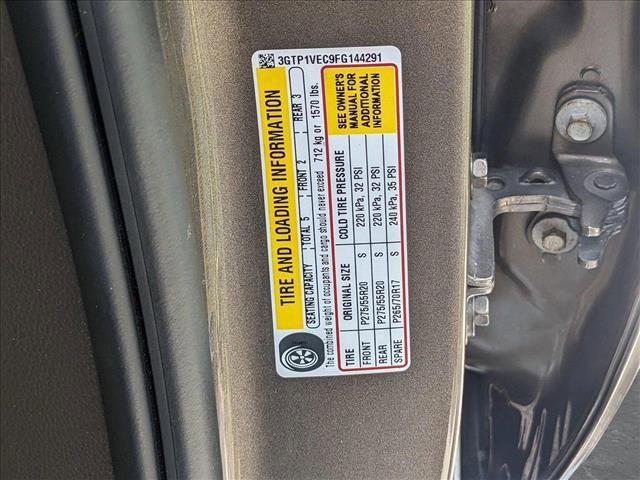 3GTP1VEC9FG144291
TIRE AND LOADING INFORMATION
SEATING CAPACITY TOTAL 5 FRONT 2 REAR 3
The combined weight of occupants and cargo should never exceed 712 kg or 1570 lbs.
TIRE ORIGINAL SIZE COLD TIRE PRESSURE
FRONT P275/55R20 S 220 kPa, 32 PSI
REAR P275/55R20 S 220 kPa, 32 PSI
SPARE P265/70R17 S 240 kPa, 35 PSI
SEE OWNER'S
MANUAL FOR
ADDITIONAL
INFORMATION